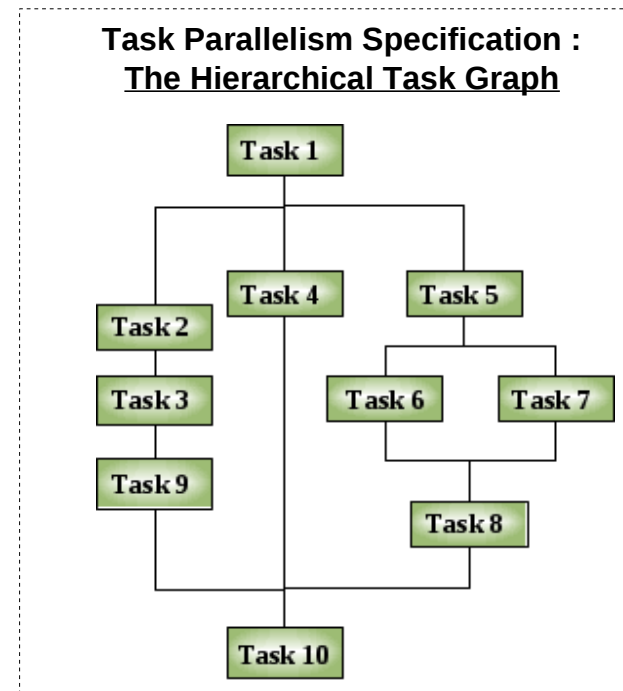 Task Parallelism Specification :
The Hierarchical Task Graph
Task 1
Task 4
Task 5
Task 2
Task 3
Task 6
Task 7
Task 9
Task 8
Task 10